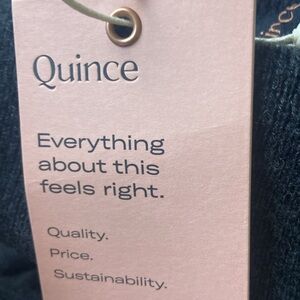 Quince
Everything
about this
feels right.
Quality.
Price.
Sustainability.